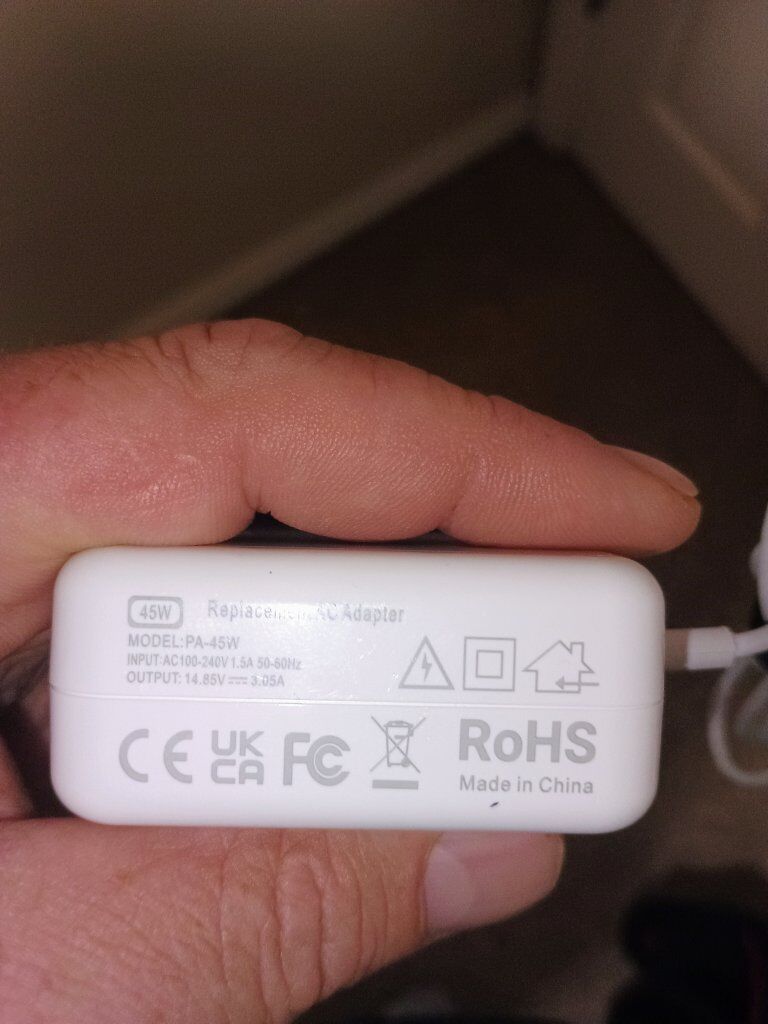 45W Replacement AC Adapter
MODEL:PA-45W
INPUT:AC100-240V 1.5A 50-60Hz
OUTPUT: 14.85V 3.05A
CE UK CA FC RoHS
Made in China